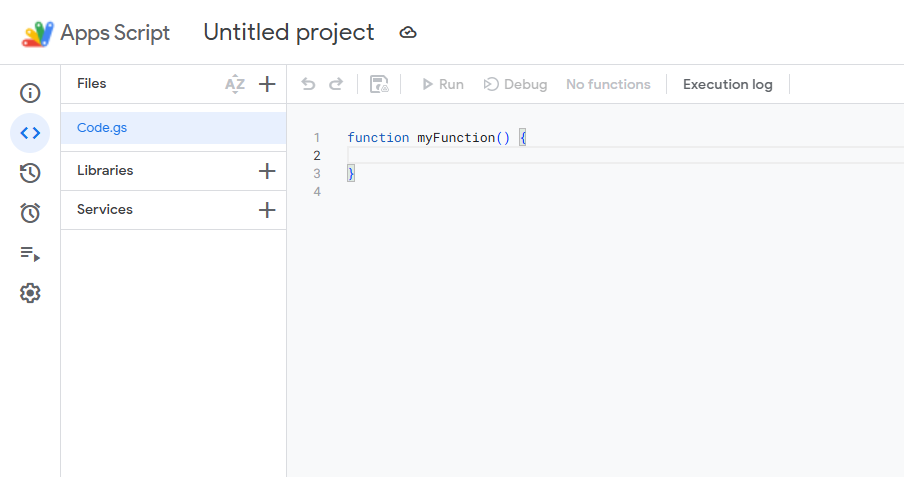 Apps Script Untitled project
Files AZ
Run Debug No functions Execution log
Code.gs
Libraries
Services
1 function myFunction() {
2
3 }
4